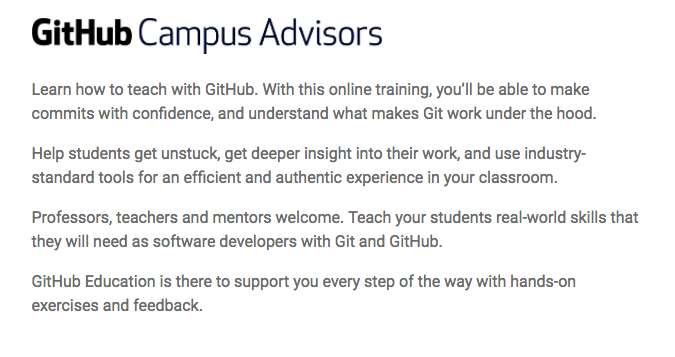 GitHub Campus Advisors
Learn how to teach with GitHub. With this online training, you’ll be able to make
commits with confidence, and understand what makes Git work under the hood.
Help students get unstuck, get deeper insight into their work, and use industry-
standard tools for an efficient and authentic experience in your classroom.
Professors, teachers and mentors welcome. Teach your students real-world skills that
they will need as software developers with Git and GitHub.
GitHub Education is there to support you every step of the way with hands-on
exercises and feedback.